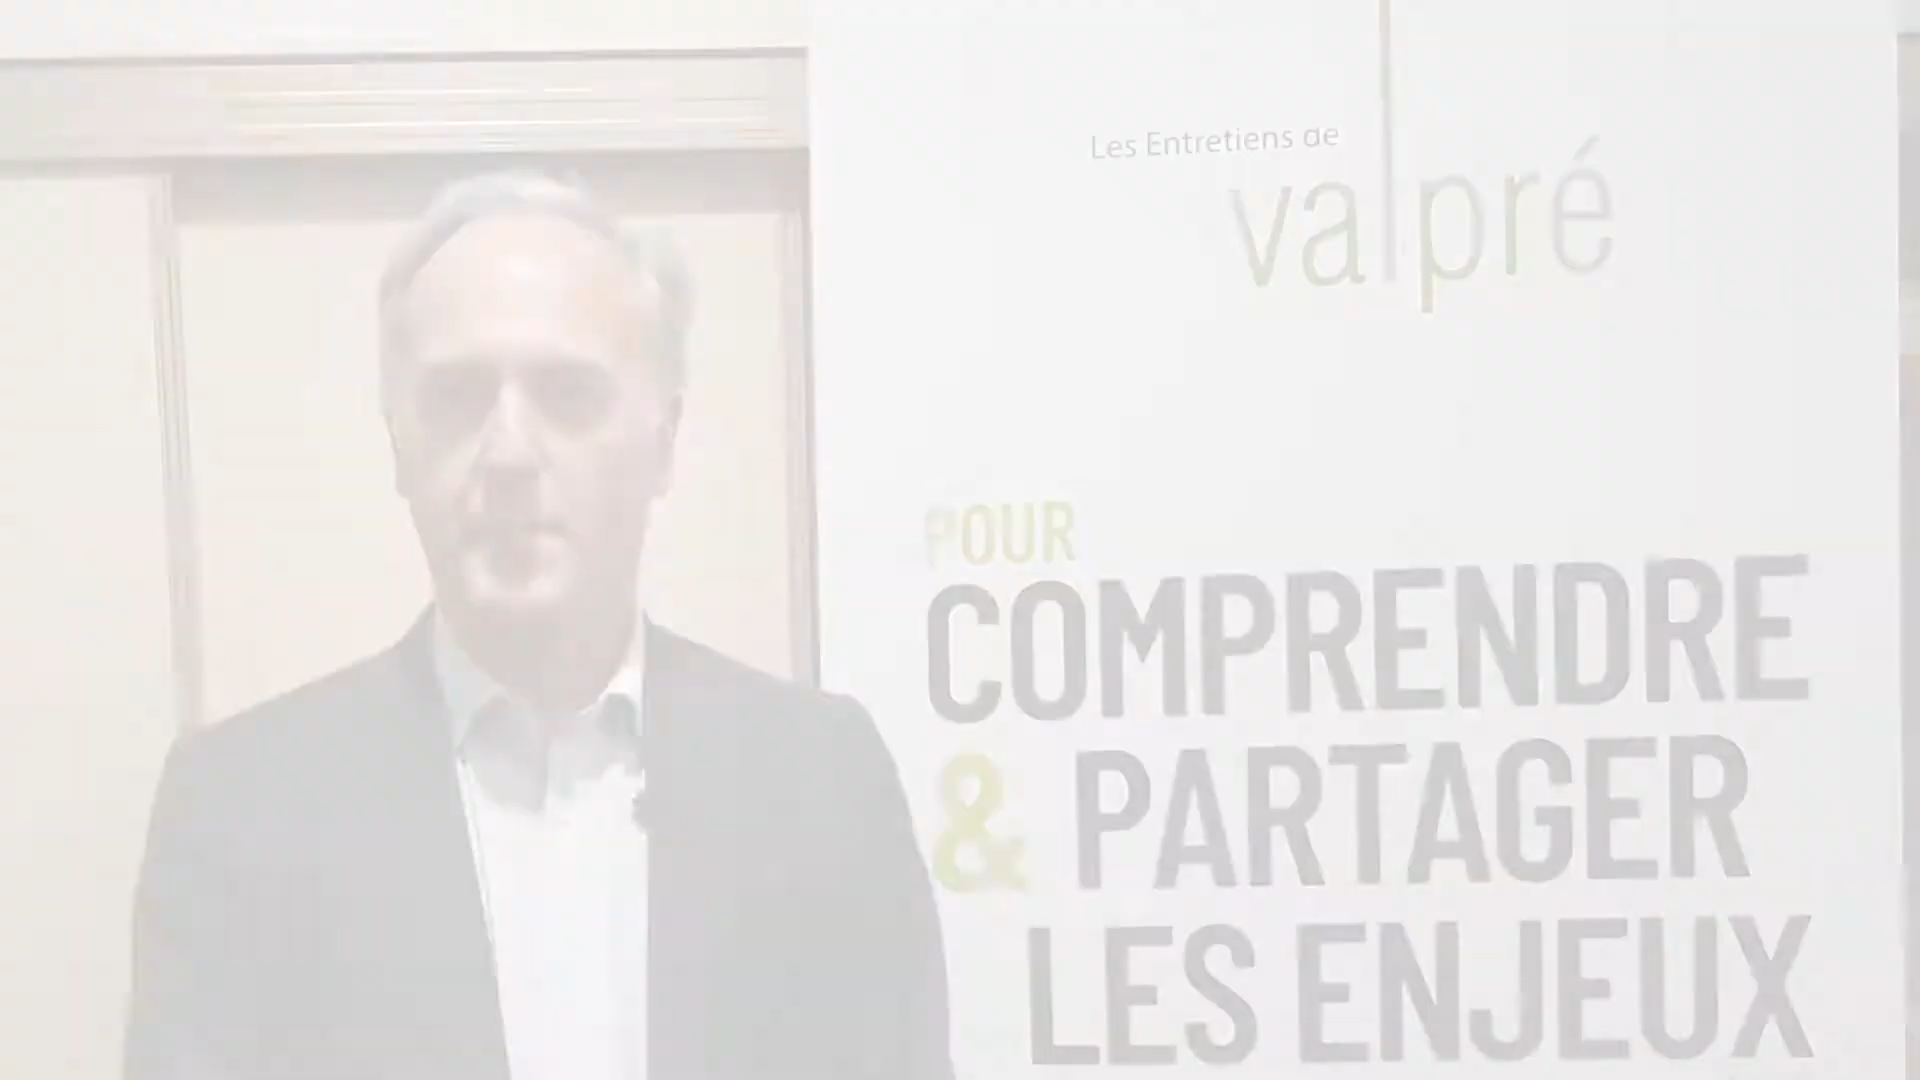 Les Entretiens de
valpré
POUR
COMPRENDRE
& PARTAGER
LES ENJEUX